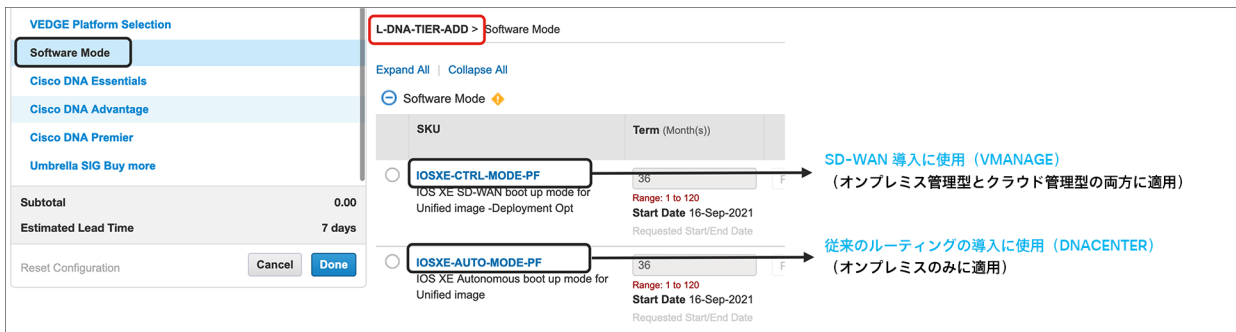 VEDGE Platform Selection
Software Mode
Cisco DNA Essentials
Cisco DNA Advantage
Cisco DNA Premier
Umbrella SIG Buy more
Subtotal 0.00
Estimated Lead Time 7 days
Reset Configuration Cancel Done
L-DNA-TIER-ADD > Software Mode
Expand All | Collapse All
Software Mode
SKU Term (Month(s))
IOSXE-CTRL-MODE-PF 36
IOS XE SD-WAN boot up mode for
Unified image -Deployment Opt
Range: 1 to 120
Start Date 16-Sep-2021
Requested Start/End Date
SD-WAN 導入に使用（VMANAGE）
（オンプレミス管理型とクラウド管理型の両方に適用）
IOSXE-AUTO-MODE-PF 36
IOS XE Autonomous boot up mode for
Unified image
Range: 1 to 120
Start Date 16-Sep-2021
Requested Start/End Date
従来のルーティングの導入に使用（DNACENTER）
（オンプレミスのみに適用）